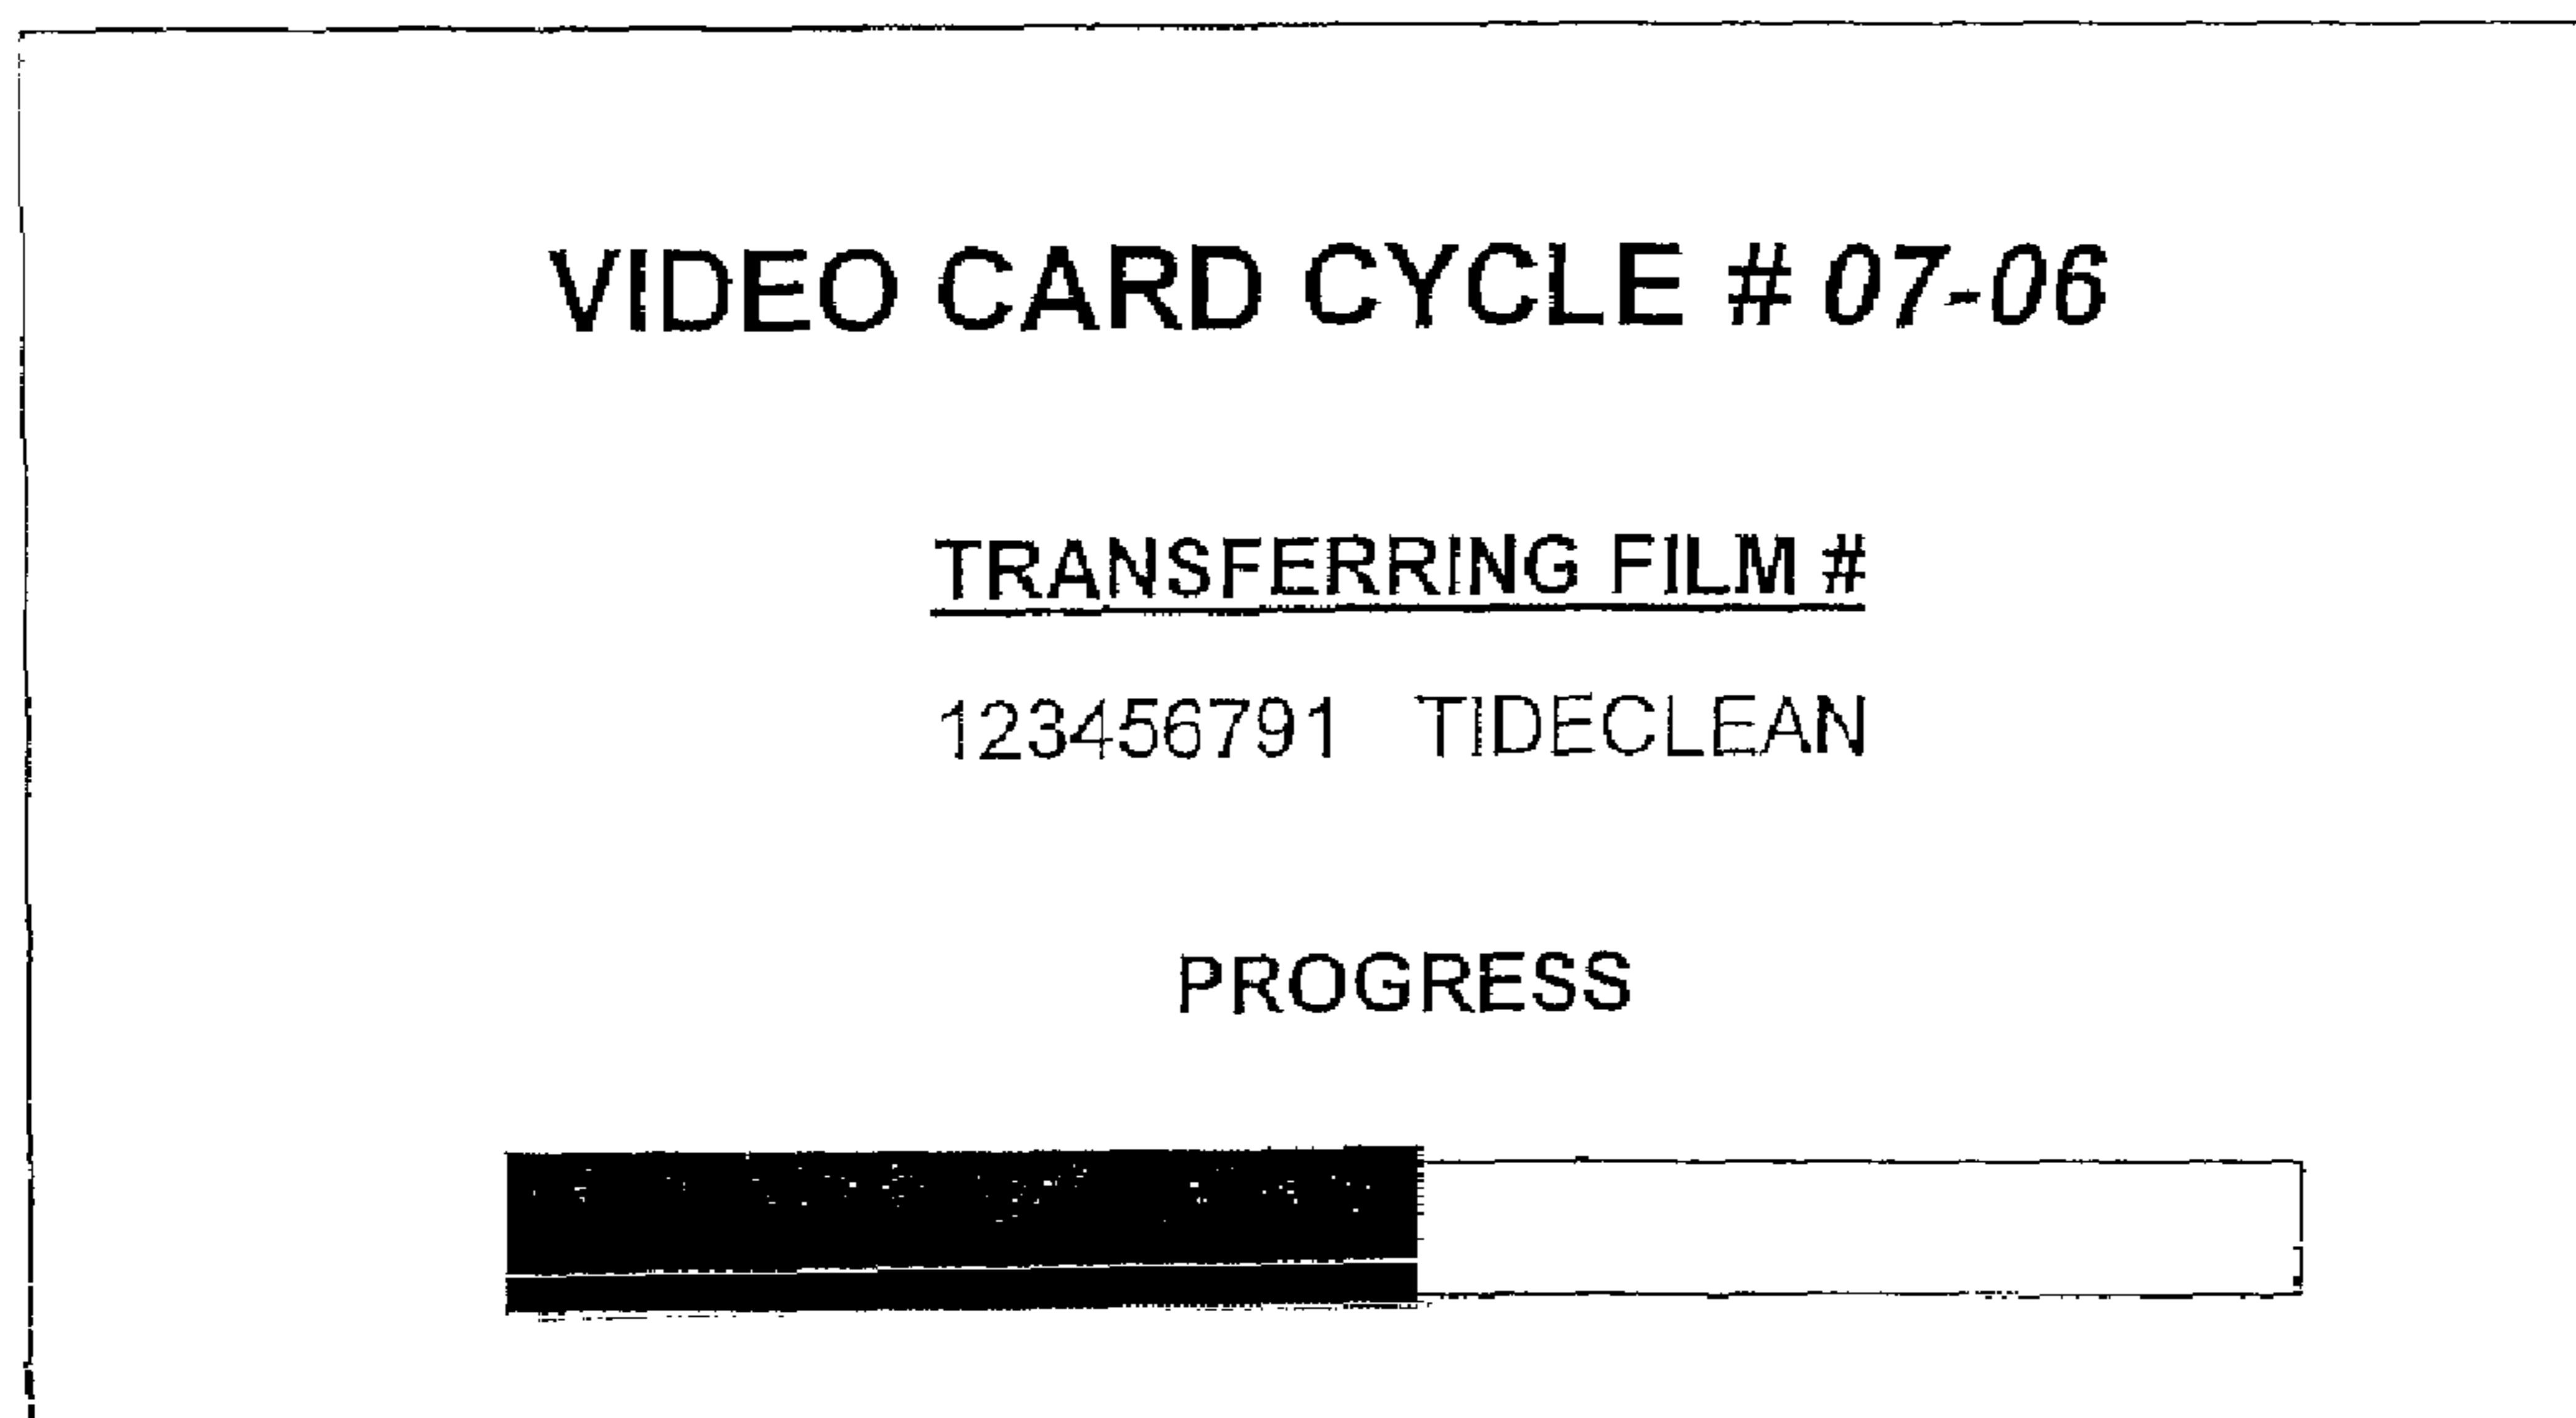 VIDEO CARD CYCLE # 07-06
TRANSFERRING FILM #
123456791 TIDECLEAN
PROGRESS